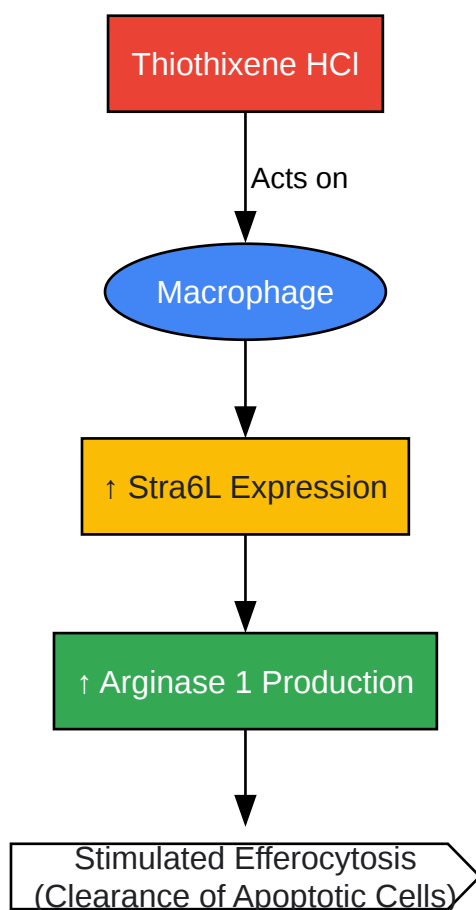 Thiothixene HCl
Acts on
Macrophage
↑ Stra6L Expression
↑ Arginase 1 Production
Stimulated Efferocytosis
(Clearance of Apoptotic Cells)